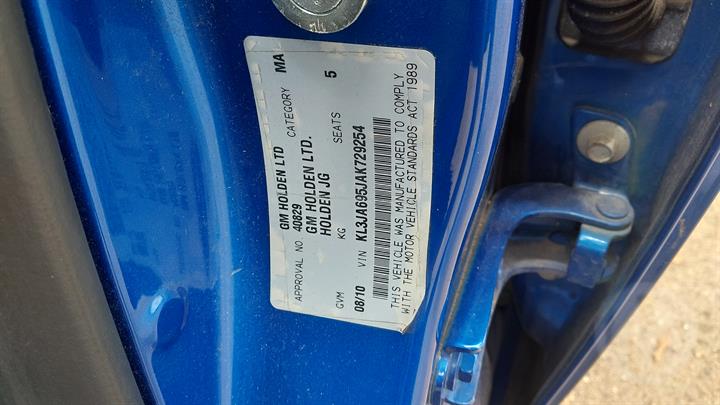 GM HOLDEN LTD
APPROVAL NO 40829 CATEGORY MA
GM HOLDEN LTD.
HOLDEN JG
GVM KG SEATS 5
08/10 VIN KL3JA695JAK729254
THIS VEHICLE WAS MANUFACTURED TO COMPLY
WITH THE MOTOR VEHICLE STANDARDS ACT 1989